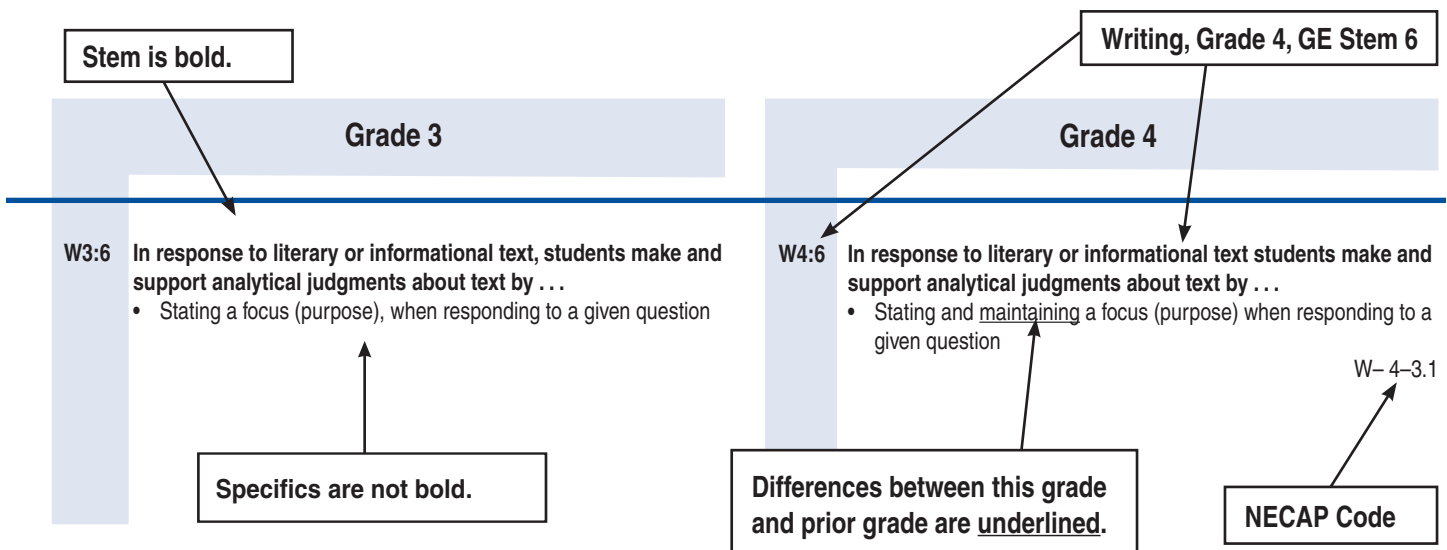 Stem is bold.
Writing, Grade 4, GE Stem 6
Grade 3
Grade 4
W3:6 In response to literary or informational text, students make and
support analytical judgments about text by . . .
• Stating a focus (purpose), when responding to a given question
W4:6 In response to literary or informational text students make and
support analytical judgments about text by . . .
• Stating and maintaining a focus (purpose) when responding to a
given question
W– 4–3.1
Specifics are not bold.
Differences between this grade
and prior grade are underlined.
NECAP Code